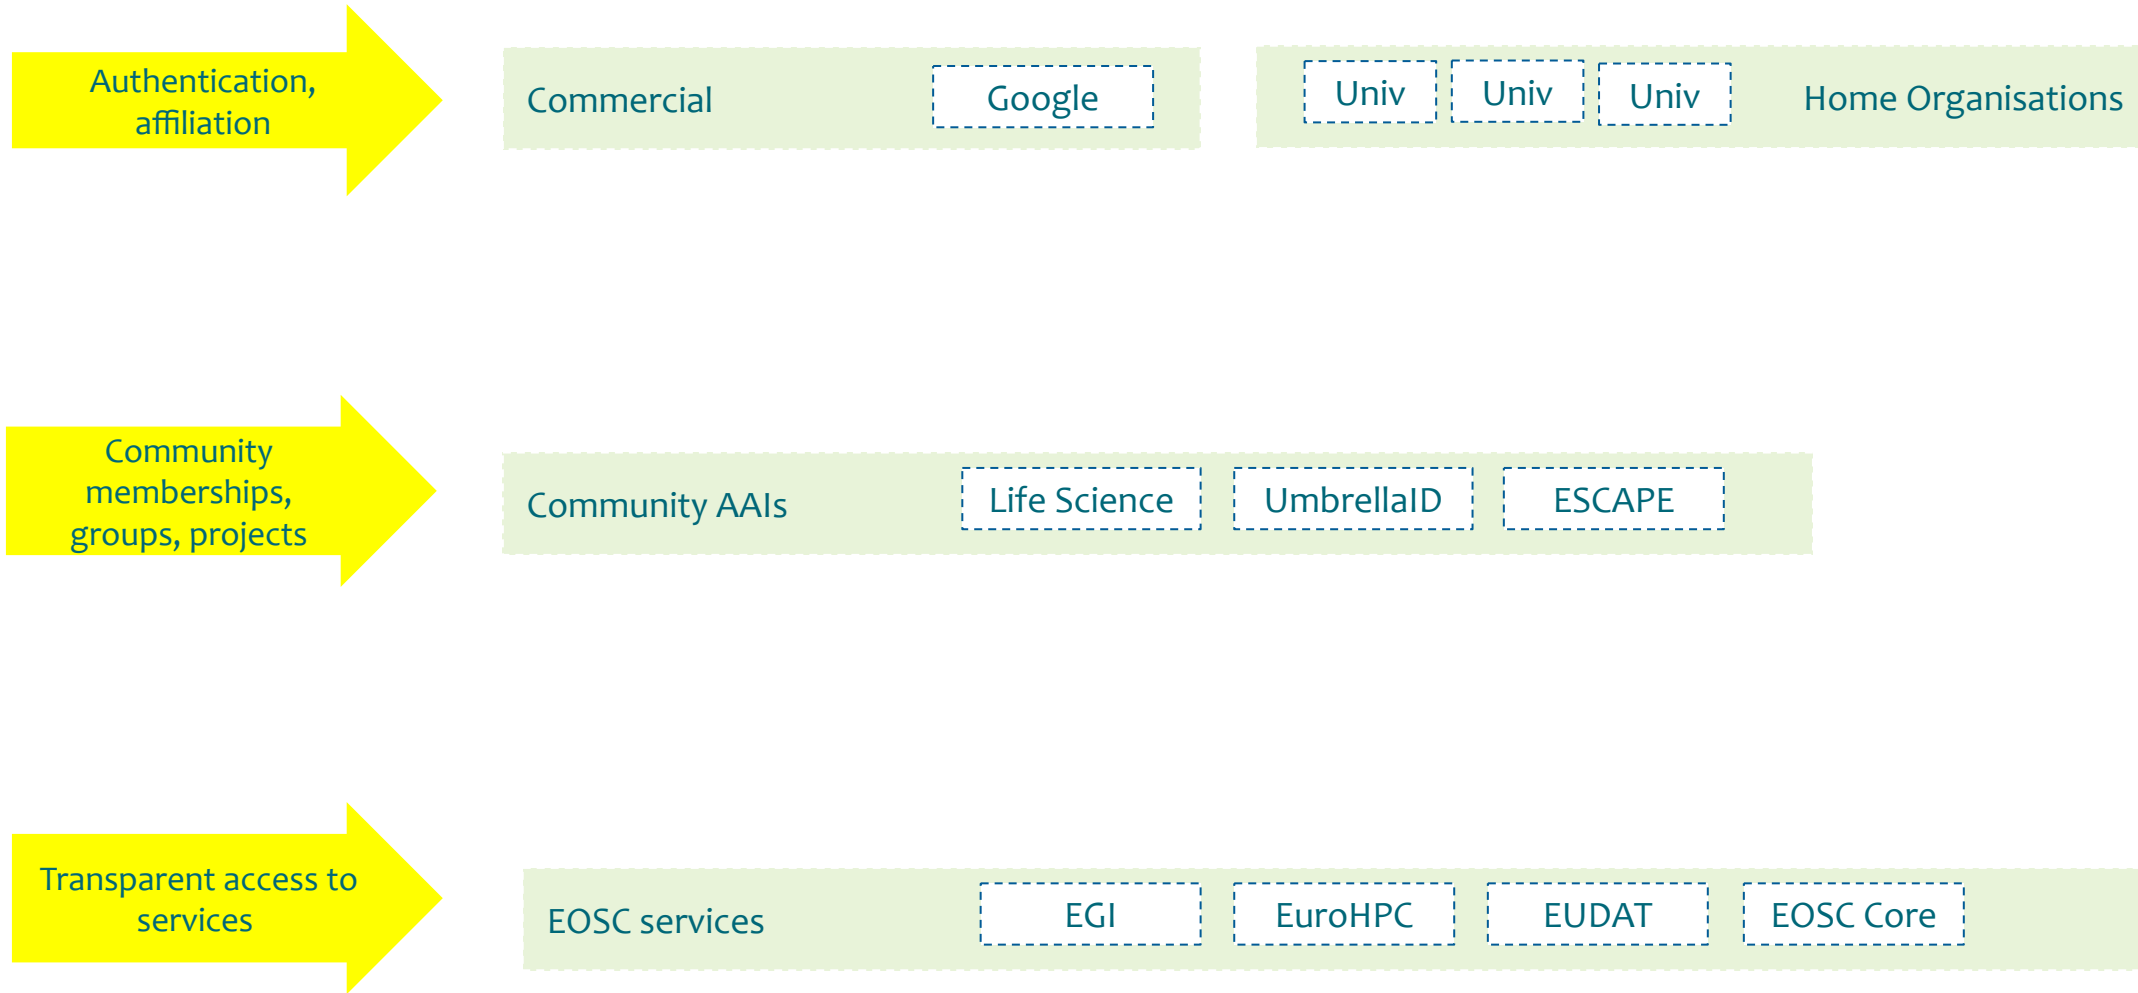 Authentication,
affiliation
Commercial
Google
Univ
Univ
Univ
Home Organisations
Community
memberships,
groups, projects
Community AAIs
Life Science
UmbrellaID
ESCAPE
Transparent access to
services
EOSC services
EGI
EuroHPC
EUDAT
EOSC Core